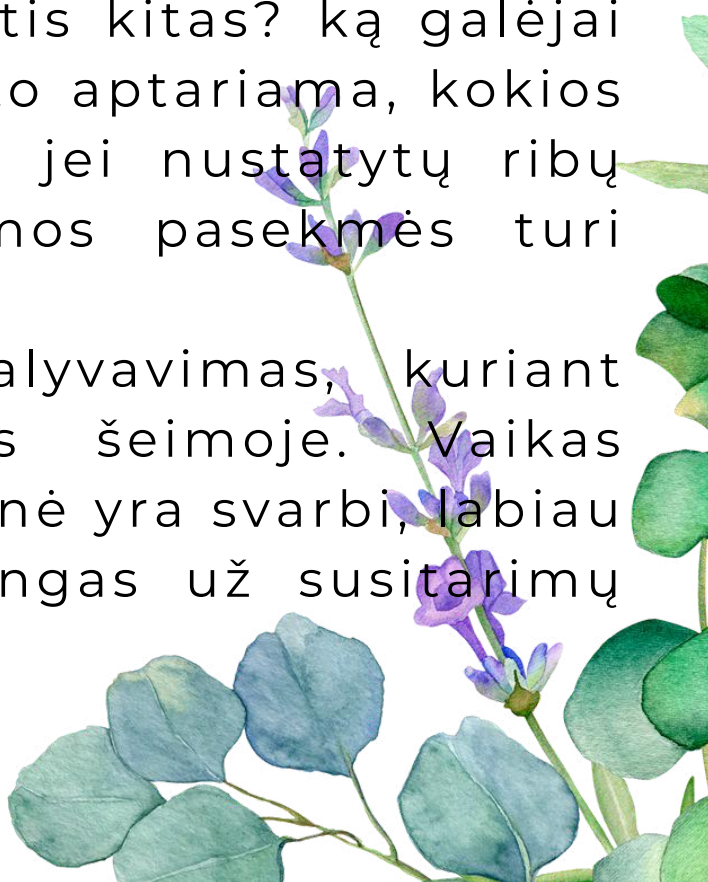 tis kitas? ką galėjai
o aptariama, kokios
jei nustatytų ribų
mos pasekmės turi
alyvavimas, kuriant
s šeimoje. Vaikas
nė yra svarbi, labiau
ngas už susitarimų